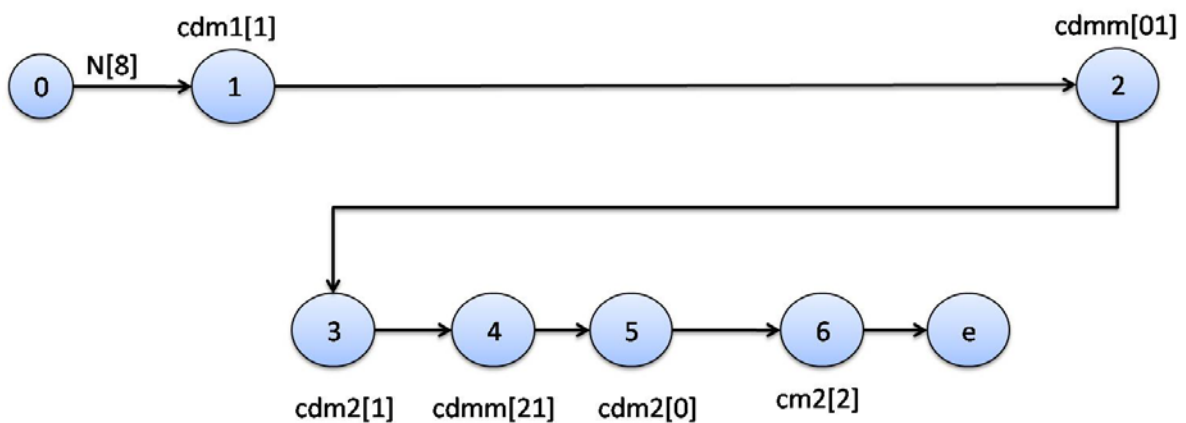 cdm1[1]
cdmm[01]
N[8]
0
1
2
3
4
5
6
e
cdm2[1]
cdmm[21]
cdm2[0]
cm2[2]